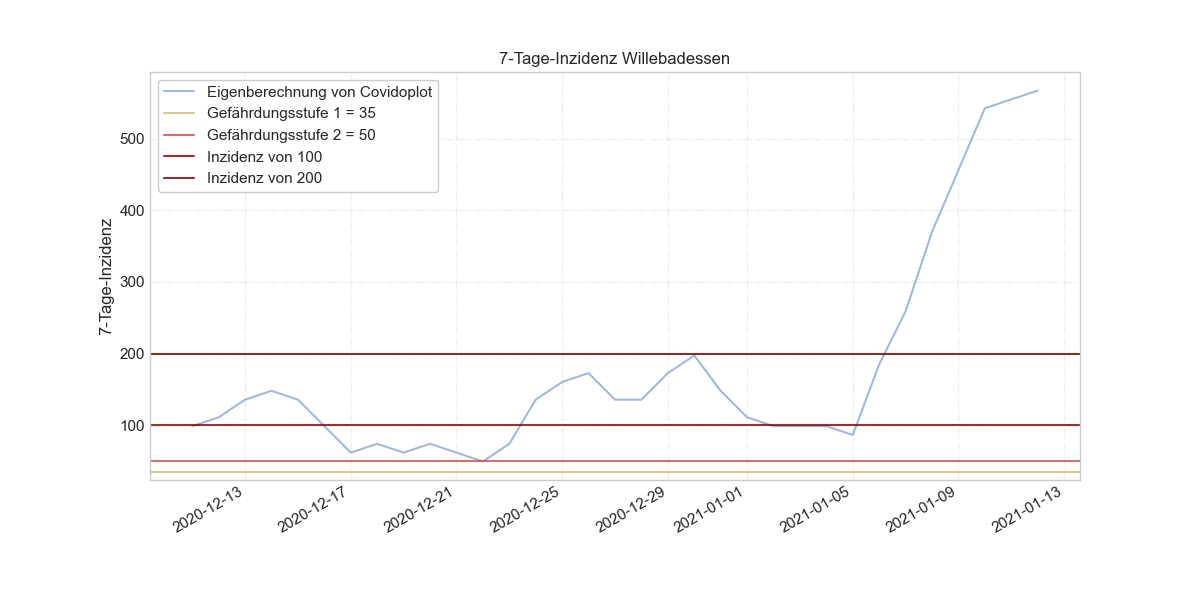 7-Tage-Inzidenz Willebadessen
Eigenberechnung von Covidoplot
Gefährdungsstufe 1 = 35
Gefährdungsstufe 2 = 50
Inzidenz von 100
Inzidenz von 200
7-Tage-Inzidenz
500
400
300
200
100
2020-12-13
2020-12-17
2020-12-21
2020-12-25
2020-12-29
2021-01-01
2021-01-05
2021-01-09
2021-01-13